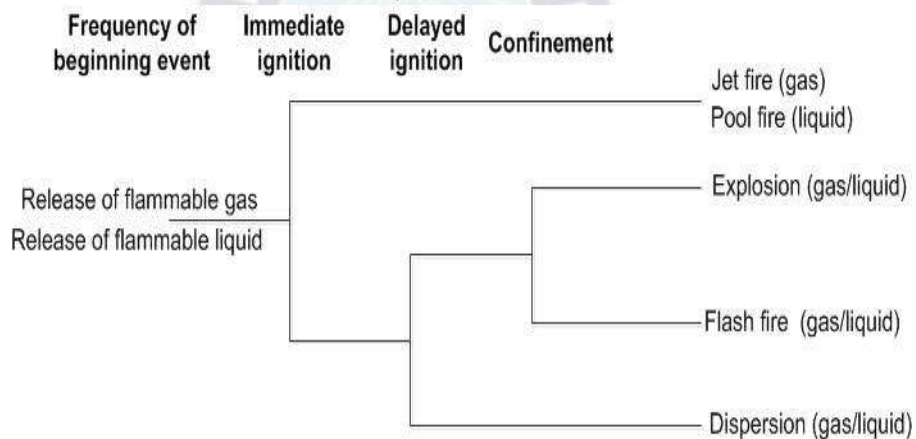 Frequency of
beginning event
Immediate
ignition
Delayed
ignition
Confinement
Jet fire (gas)
Pool fire (liquid)
Release of flammable gas
Release of flammable liquid
Explosion (gas/liquid)
Flash fire (gas/liquid)
Dispersion (gas/liquid)